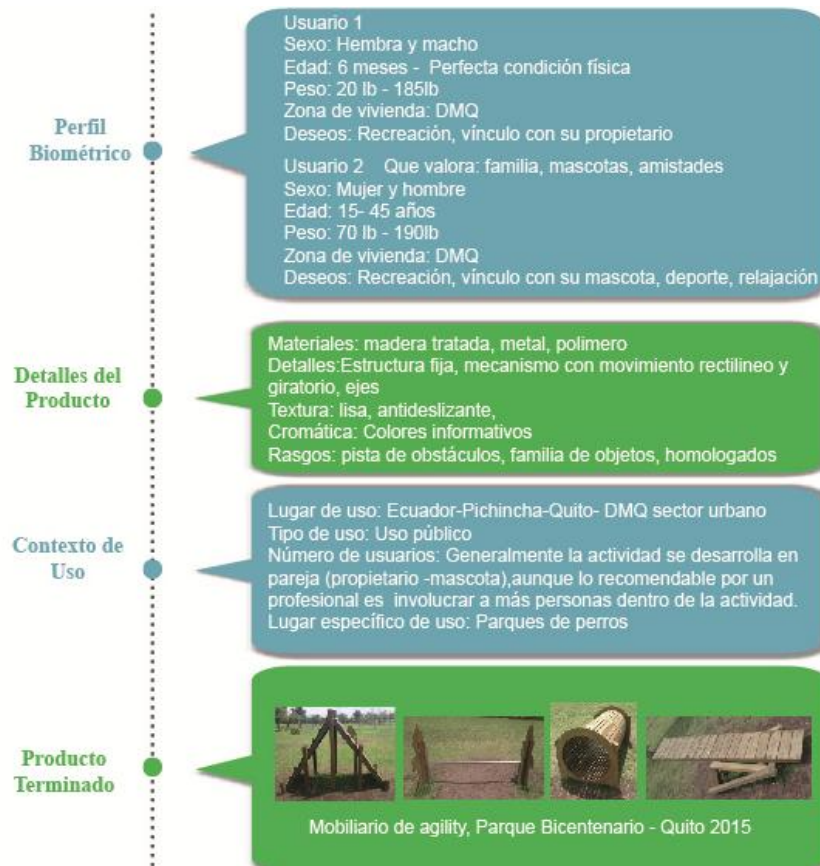 Perfil
Biométrico
Usuario 1
Sexo: Hembra y macho
Edad: 6 meses - Perfecta condición física
Peso: 20 lb - 185lb
Zona de vivienda: DMQ
Deseos: Recreación, vínculo con su propietario
Usuario 2 Que valora: familia, mascotas, amistades
Sexo: Mujer y hombre
Edad: 15- 45 años
Peso: 70 lb - 190lb
Zona de vivienda: DMQ
Deseos: Recreación, vínculo con su mascota, deporte, relajación
Detalles del
Producto
Materiales: madera tratada, metal, polimero
Detalles:Estructura fija, mecanismo con movimiento rectilineo y
giratorio, ejes
Textura: lisa, antideslizante,
Cromática: Colores informativos
Rasgos: pista de obstáculos, familia de objetos, homologados
Contexto de
Uso
Lugar de uso: Ecuador-Pichincha-Quito- DMQ sector urbano
Tipo de uso: Uso público
Número de usuarios: Generalmente la actividad se desarrolla en
pareja (propietario -mascota),aunque lo recomendable por un
profesional es involucrar a más personas dentro de la actividad.
Lugar específico de uso: Parques de perros
Producto
Terminado
Mobiliario de agility, Parque Bicentenario - Quito 2015